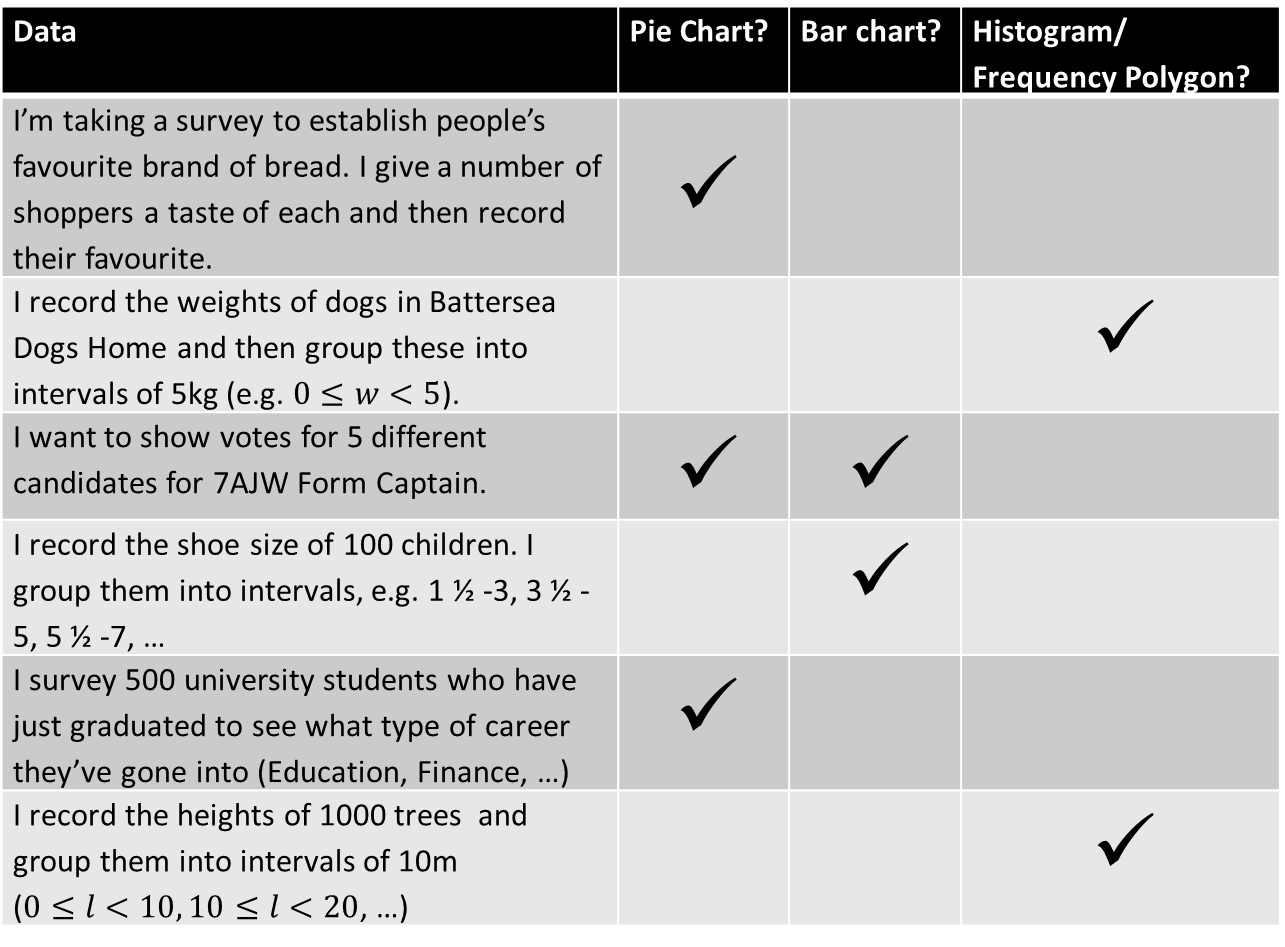 Data Pie Chart? Bar chart? Histogram/
Frequency Polygon?
I’m taking a survey to establish people’s
favourite brand of bread. I give a number of
shoppers a taste of each and then record
their favourite.
✓
I record the weights of dogs in Battersea
Dogs Home and then group these into
intervals of 5kg (e.g. 0 ≤ w < 5).
✓
I want to show votes for 5 different
candidates for 7AJW Form Captain.
✓ ✓
I record the shoe size of 100 children. I
group them into intervals, e.g. 1 ½ -3, 3 ½ -
5, 5 ½ -7, …
✓
I survey 500 university students who have
just graduated to see what type of career
they’ve gone into (Education, Finance, …)
✓
I record the heights of 1000 trees and
group them into intervals of 10m
(0 ≤ l < 10, 10 ≤ l < 20, …)
✓